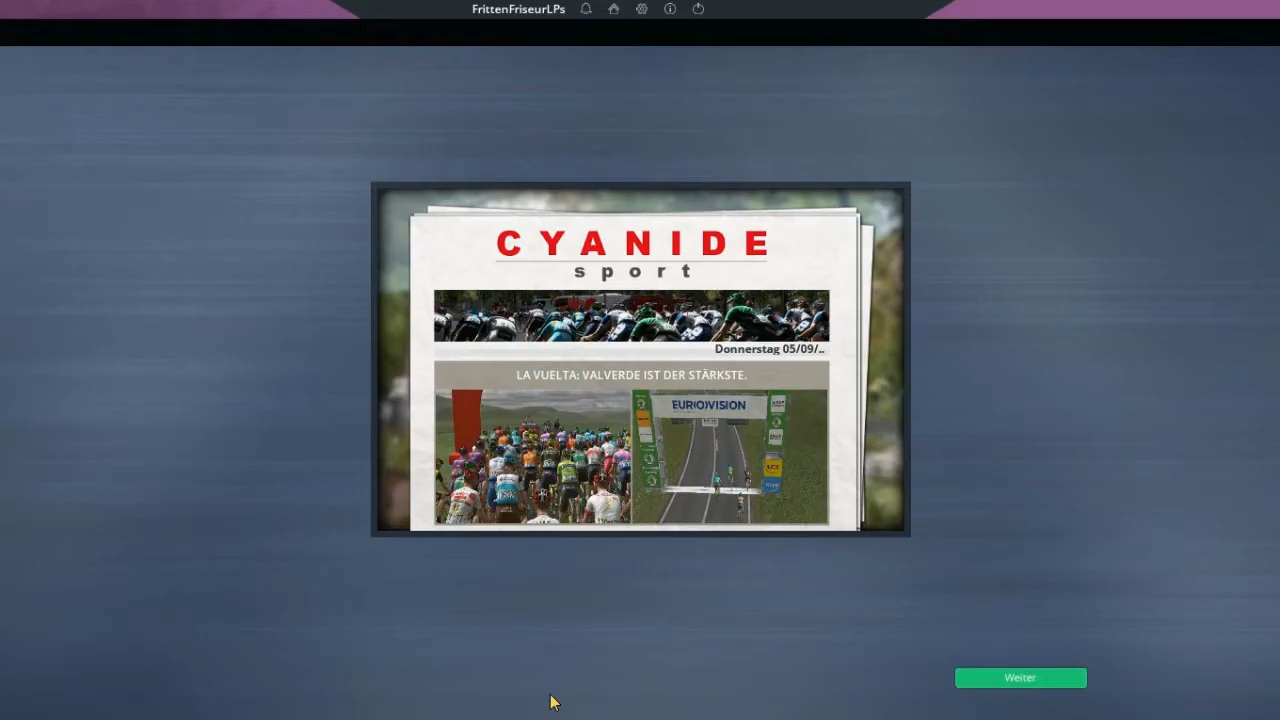 FrittenFriseurLPs
CYANIDE
sport
Donnerstag 05/09/..
LA VUELTA: VALVERDE IST DER STÄRKSTE.
EUROVISION
Weiter